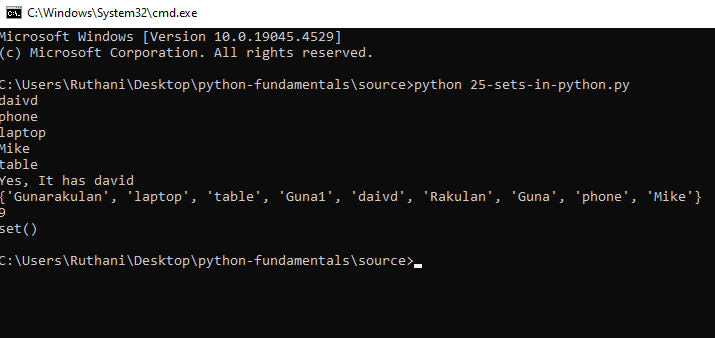 C:\Windows\System32\cmd.exe
Microsoft Windows [Version 10.0.19045.4529]
(c) Microsoft Corporation. All rights reserved.
C:\Users\Ruthani\Desktop\python-fundamentals\source>python 25-sets-in-python.py
daivd
phone
laptop
Mike
table
Yes, It has david
{'Gunarakulan', 'laptop', 'table', 'Guna1', 'daivd', 'Rakulan', 'Guna', 'phone', 'Mike'}
9
set()
C:\Users\Ruthani\Desktop\python-fundamentals\source>